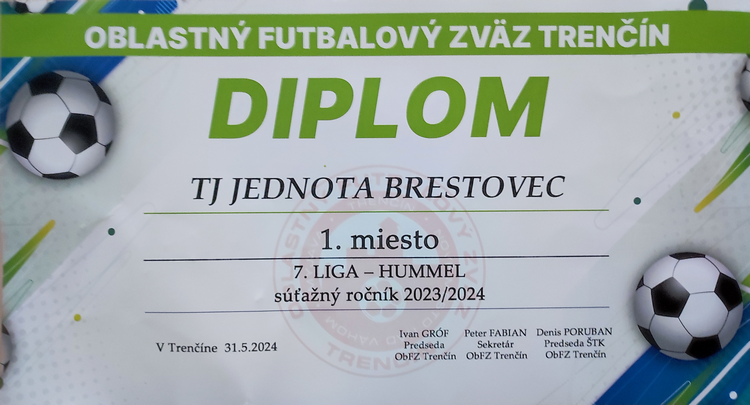 OBLASTNÝ FUTBALOVÝ ZVÄZ TRENČÍN
DIPLOM
TJ JEDNOTA BRESTOVEC
1. miesto
7. LIGA – HUMMEL
súťažný ročník 2023/2024
V Trenčíne 31.5.2024
Ivan GRÓF Peter FABIAN Denis PORUBAN
Predseda Sekretár Predseda ŠTK
ObFZ Trenčín ObFZ Trenčín ObFZ Trenčín
TRENČÍN